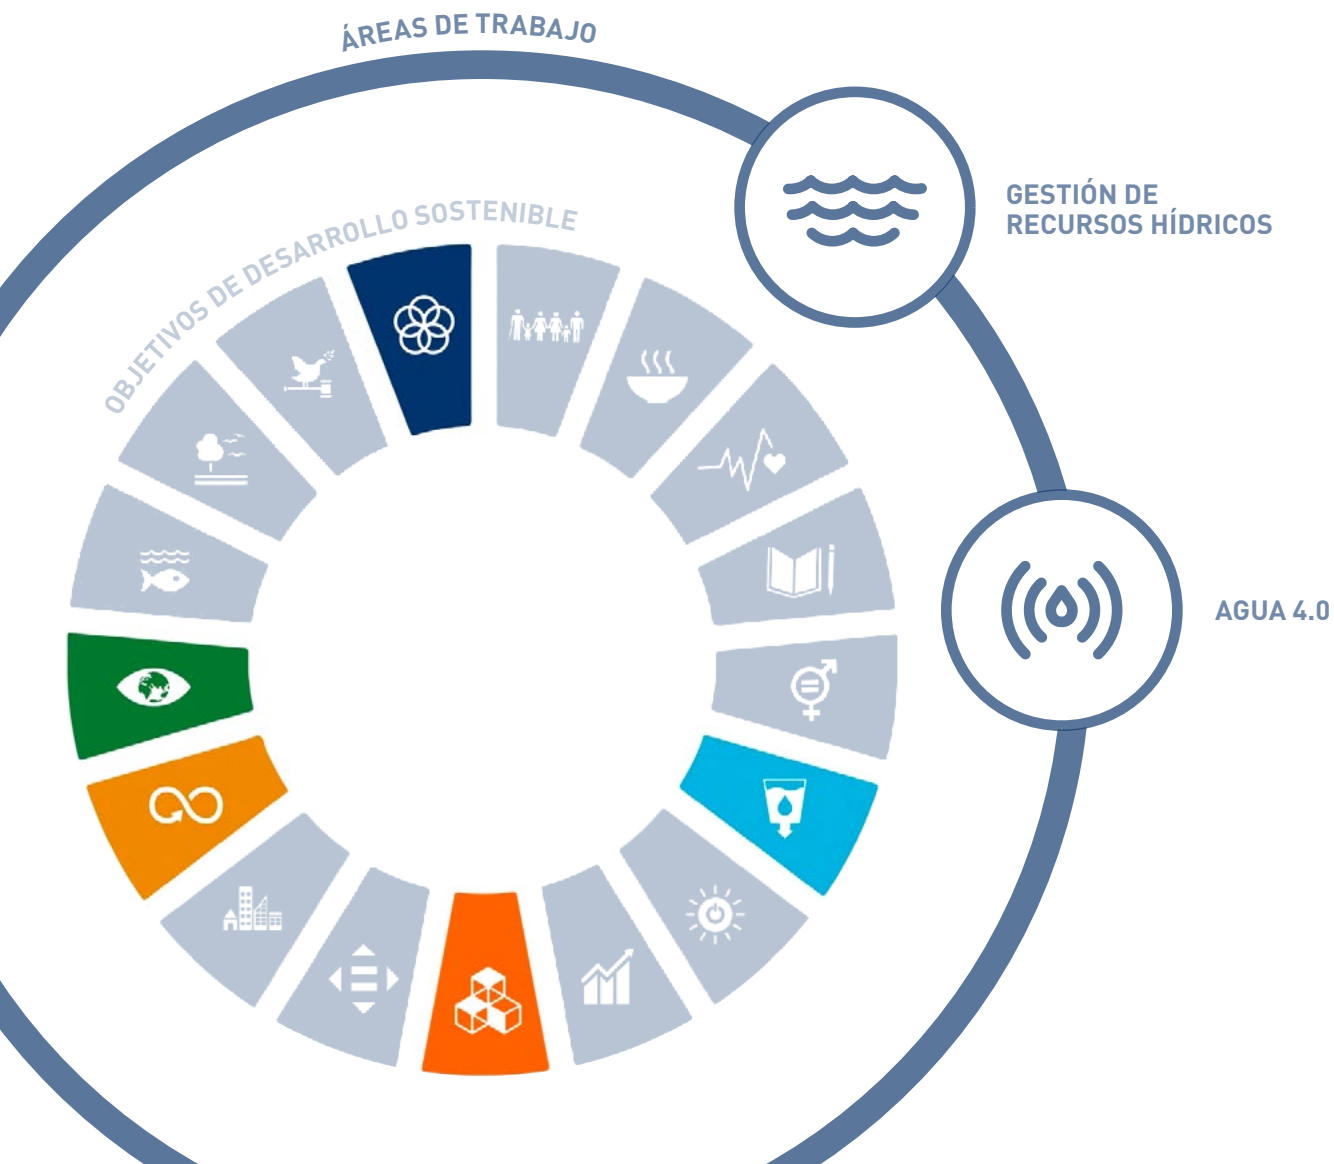 ÁREAS DE TRABAJO
GESTIÓN DE
RECURSOS HÍDRICOS
OBJETIVOS DE DESARROLLO SOSTENIBLE
AGUA 4.0